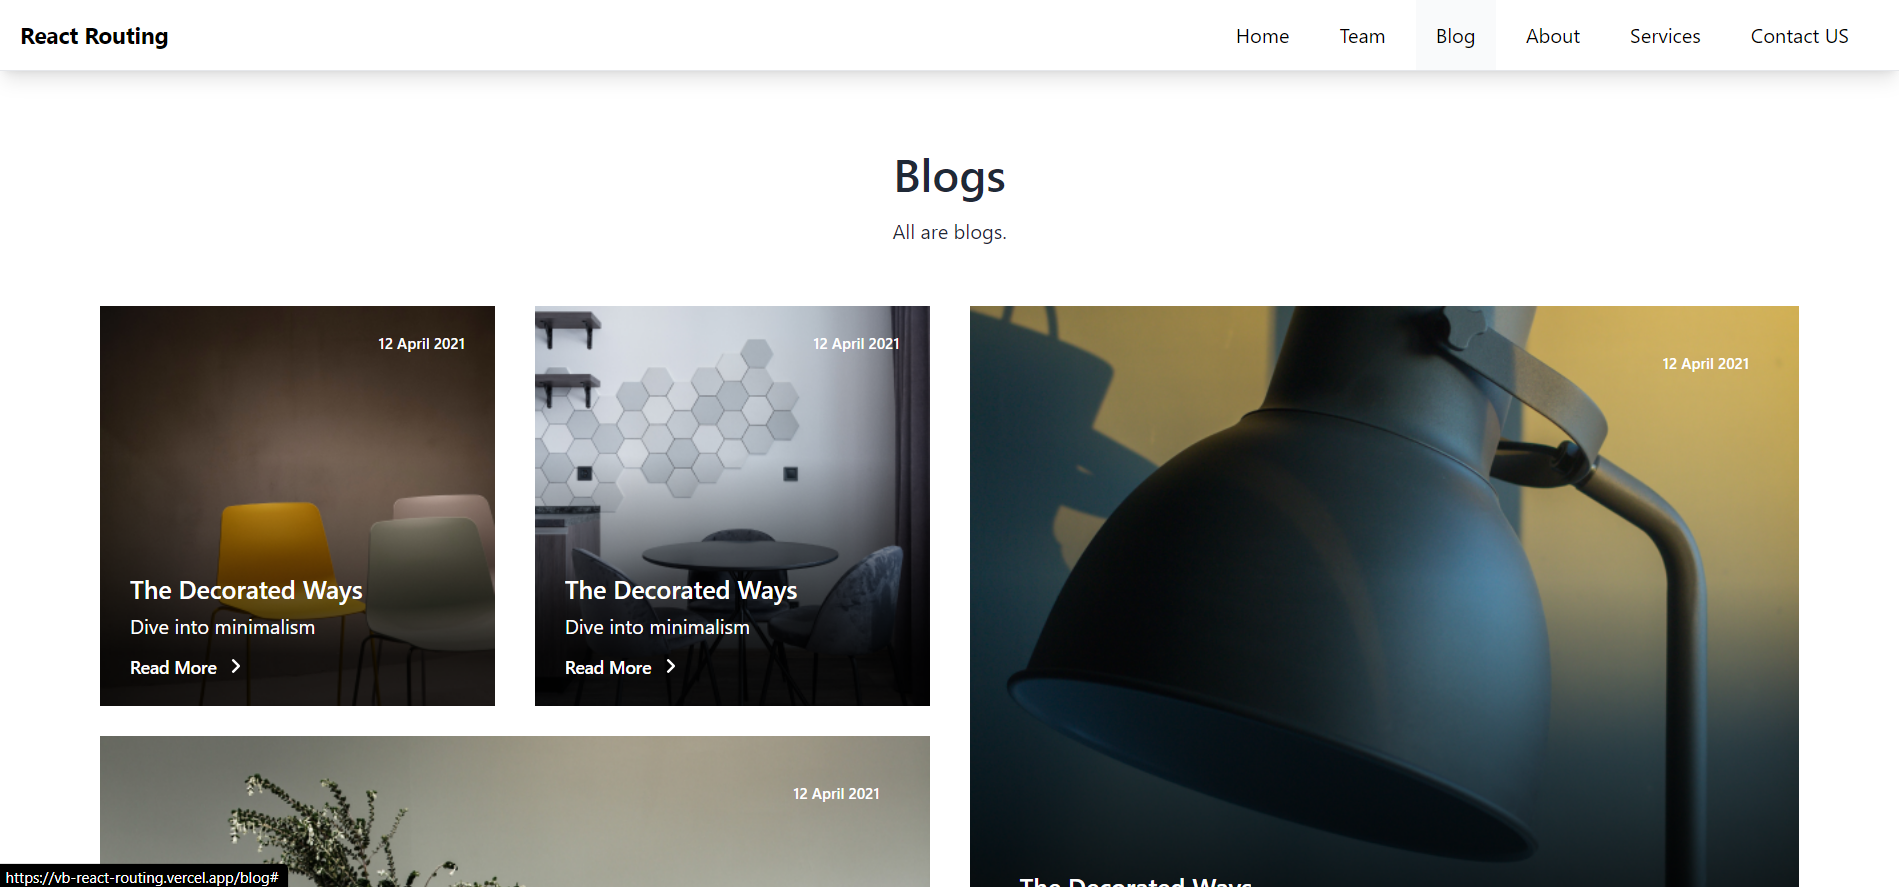 React Routing
Home
Team
Blog
About
Services
Contact US
Blogs
All are blogs.
12 April 2021
The Decorated Ways
Dive into minimalism
Read More
12 April 2021
The Decorated Ways
Dive into minimalism
Read More
12 April 2021
The Decorated Ways
12 April 2021
https://vb-react-routing.vercel.app/blog#